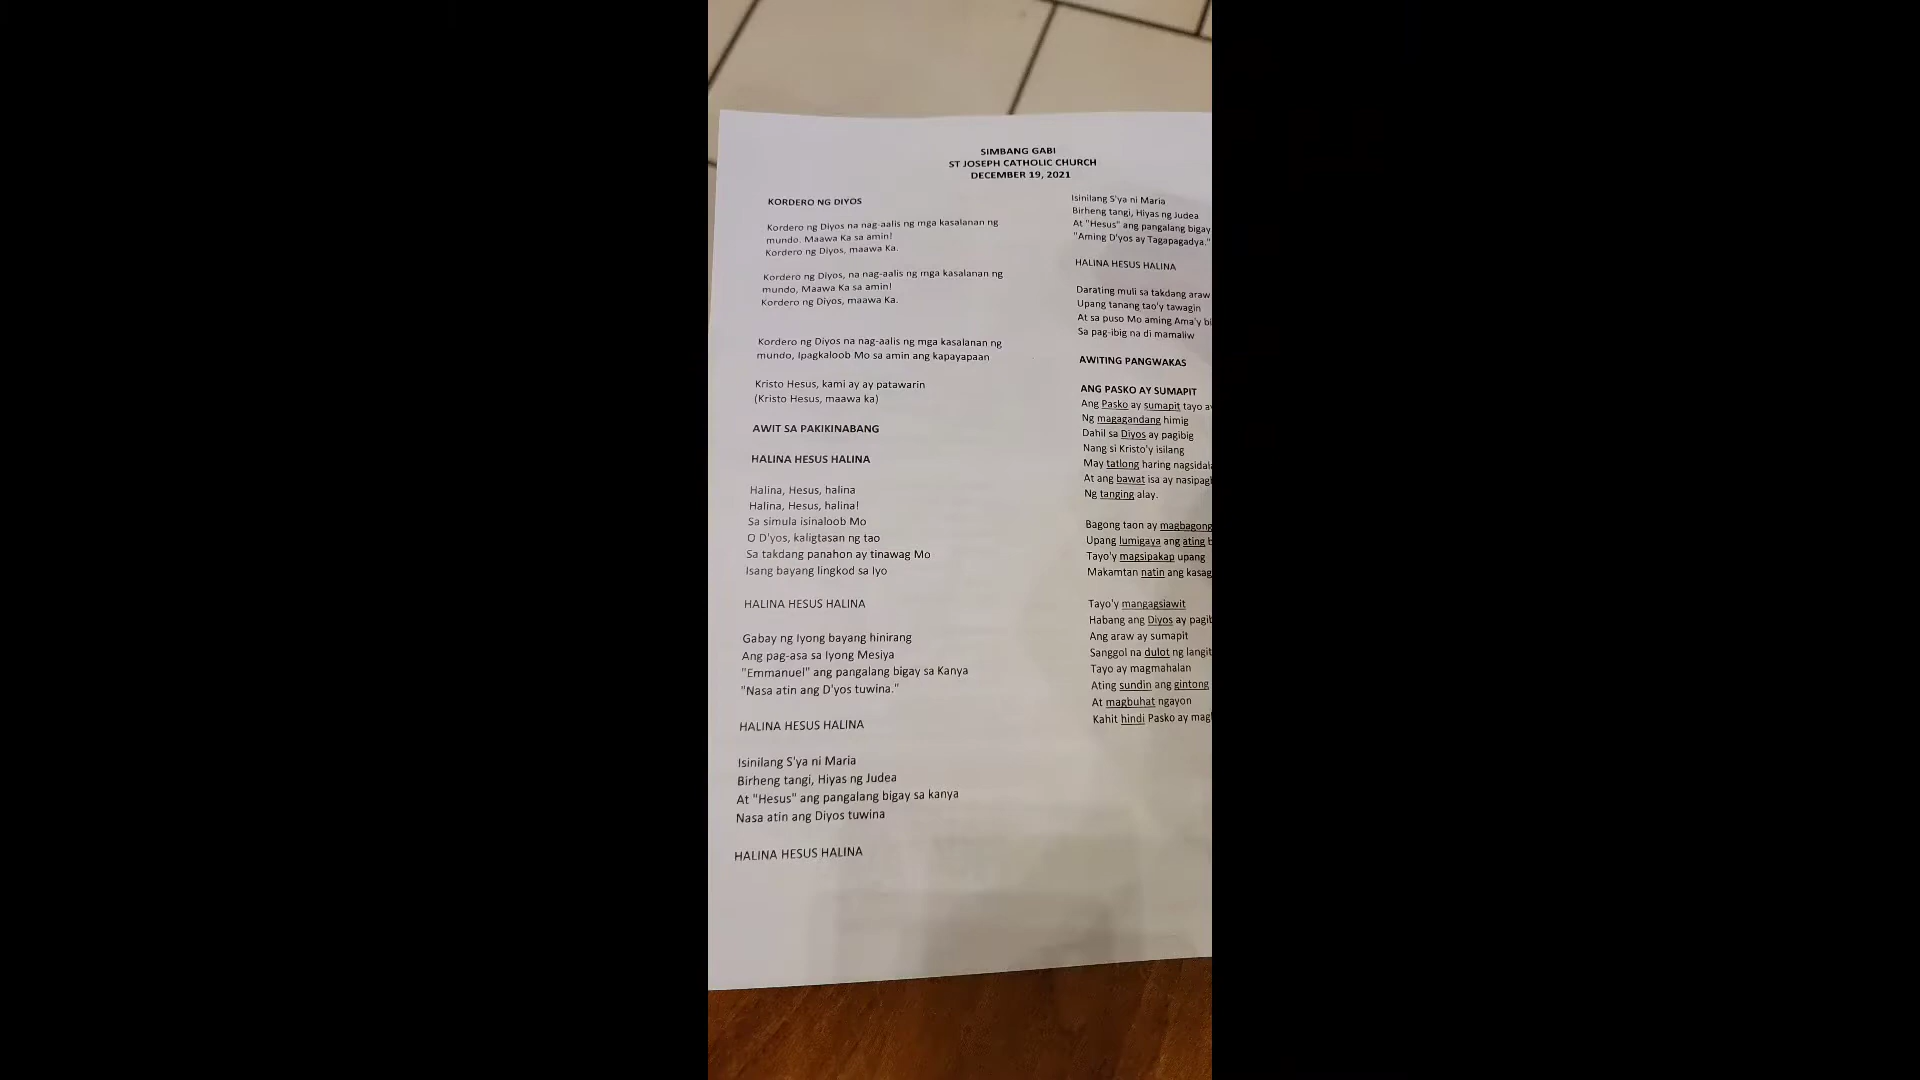 SIMBANG GABI
ST JOSEPH CATHOLIC CHURCH
DECEMBER 19, 2021
KORDERO NG DIYOS
Kordero ng Diyos na nag-aalis ng mga kasalanan ng
mundo. Maawa Ka sa amin!
Kordero ng Diyos, maawa Ka.
Kordero ng Diyos, na nag-aalis ng mga kasalanan ng
mundo, Maawa Ka sa amin!
Kordero ng Diyos, maawa Ka.
Kordero ng Diyos na nag-aalis ng mga kasalanan ng
mundo, Ipagkaloob Mo sa amin ang kapayapaan
Kristo Hesus, kami ay ay patawarin
(Kristo Hesus, maawa ka)
AWIT SA PAKIKINABANG
HALINA HESUS HALINA
Halina, Hesus, halina
Halina, Hesus, halina!
Sa simula isinaloob Mo
O D'yos, kaligtasan ng tao
Sa takdang panahon ay tinawag Mo
Isang bayang lingkod sa Iyo
HALINA HESUS HALINA
Gabay ng Iyong bayang hinirang
Ang pag-asa sa Iyong Mesiya
"Emmanuel" ang pangalang bigay sa Kanya
"Nasa atin ang D'yos tuwina."
HALINA HESUS HALINA
Isinilang S'ya ni Maria
Birheng tangi, Hiyas ng Judea
At "Hesus" ang pangalang bigay sa kanya
Nasa atin ang Diyos tuwina
HALINA HESUS HALINA
Isinilang S'ya ni Maria
Birheng tangi, Hiyas ng Judea
At "Hesus" ang pangalang bigay
"Aming D'yos ay Tagapagadya."
HALINA HESUS HALINA
Darating muli sa takdang araw
Upang tanang tao'y tawagin
At sa puso Mo aming Ama'y
Sa pag-ibig na di mamaliw
AWITING PANGWAKAS
ANG PASKO AY SUMAPIT
Ang Pasko ay sumapit tayo
Ng magagandang himig
Dahil sa Diyos ay pagibig
Nang si Kristo'y isilang
May tatlong haring
At ang bawat isa ay
Ng tanging alay.
Bagong taon ay
Upang lumigaya ang ating
Tayo'y magsipakap upang
Makamtan natin ang
Tayo'y mangagsiawit
Habang ang Diyos ay
Ang araw ay sumapit
Sanggol na dulot ng langit
Tayo ay magmahalan
Ating sundin ang gintong
At magbuhat ngayon
Kahit hindi Pasko ay